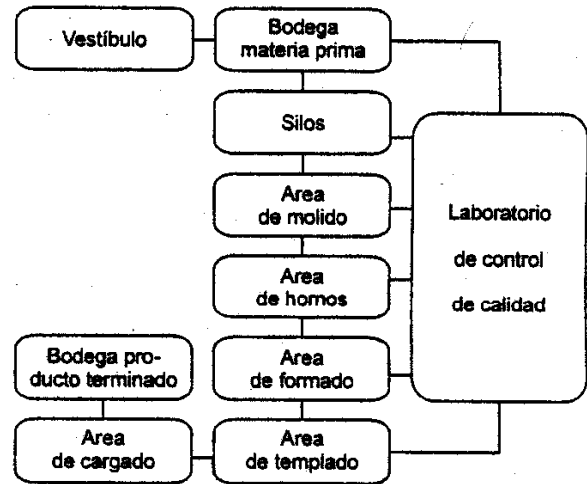 Vestíbulo
Bodega
materia prima
Silos
Area
de molido
Area
de hornos
Laboratorio
de control
de calidad
Bodega pro-
ducto terminado
Area
de formado
Area
de cargado
Area
de templado